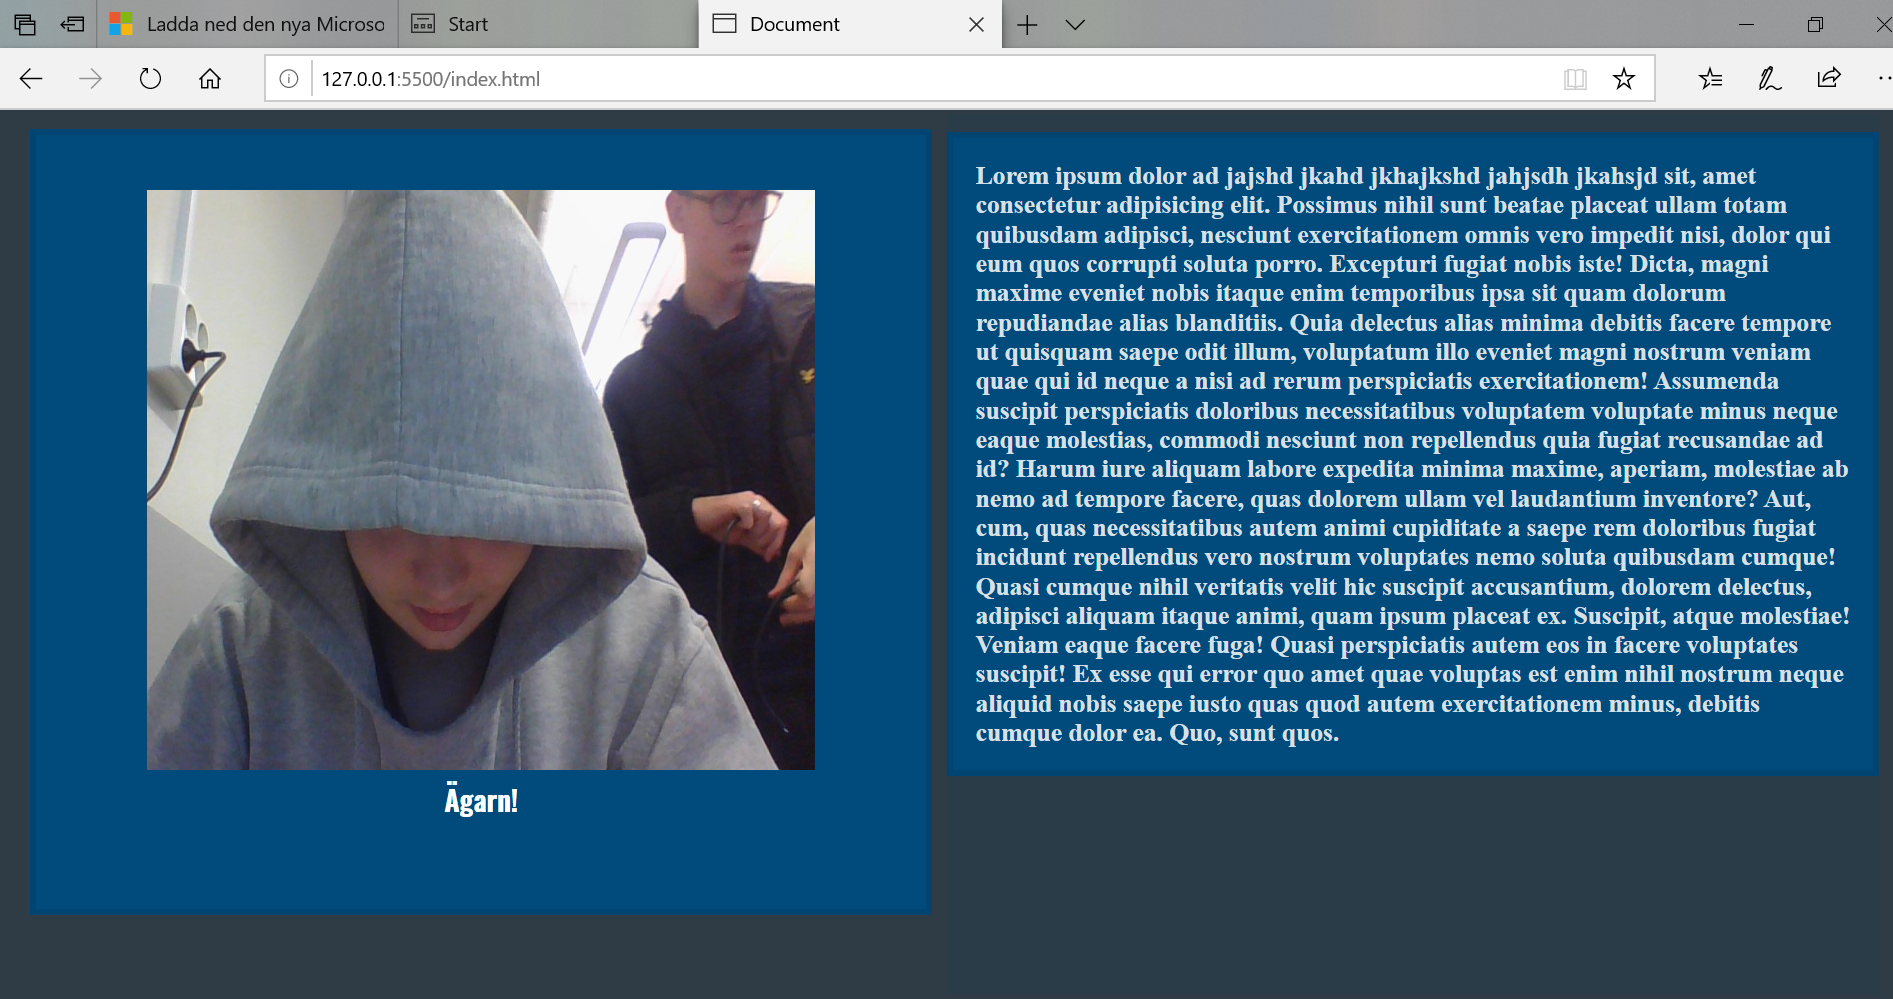 Ladda ned den nya Microso
Start
Document
127.0.0.1:5500/index.html
Ägarn!
Lorem ipsum dolor ad jajshd jkahd jkhajkshd jahjsdh jkahsjd sit, amet
consectetur adipisicing elit. Possimus nihil sunt beatae placeat ullam totam
quibusdam adipisci, nesciunt exercitationem omnis vero impedit nisi, dolor qui
eum quos corrupti soluta porro. Excepturi fugiat nobis iste! Dicta, magni
maxime eveniet nobis itaque enim temporibus ipsa sit quam dolorum
repudiandae alias blanditiis. Quia delectus alias minima debitis facere tempore
ut quisquam saepe odit illum, voluptatum illo eveniet magni nostrum veniam
quae qui id neque a nisi ad rerum perspiciatis exercitationem! Assumenda
suscipit perspiciatis doloribus necessitatibus voluptatem voluptate minus neque
eaque molestias, commodi nesciunt non repellendus quia fugiat recusandae ad
id? Harum iure aliquam labore expedita minima maxime, aperiam, molestiae ab
nemo ad tempore facere, quas dolorem ullam vel laudantium inventore? Aut,
cum, quas necessitatibus autem animi cupiditate a saepe rem doloribus fugiat
incidunt repellendus vero nostrum voluptates nemo soluta quibusdam cumque!
Quasi cumque nihil veritatis velit hic suscipit accusantium, dolorem delectus,
adipisci aliquam itaque animi, quam ipsum placeat ex. Suscipit, atque molestiae!
Veniam eaque facere fuga! Quasi perspiciatis autem eos in facere voluptates
suscipit! Ex esse qui error quo amet quae voluptas est enim nihil nostrum neque
aliquid nobis saepe iusto quas quod autem exercitationem minus, debitis
cumque dolor ea. Quo, sunt quos.